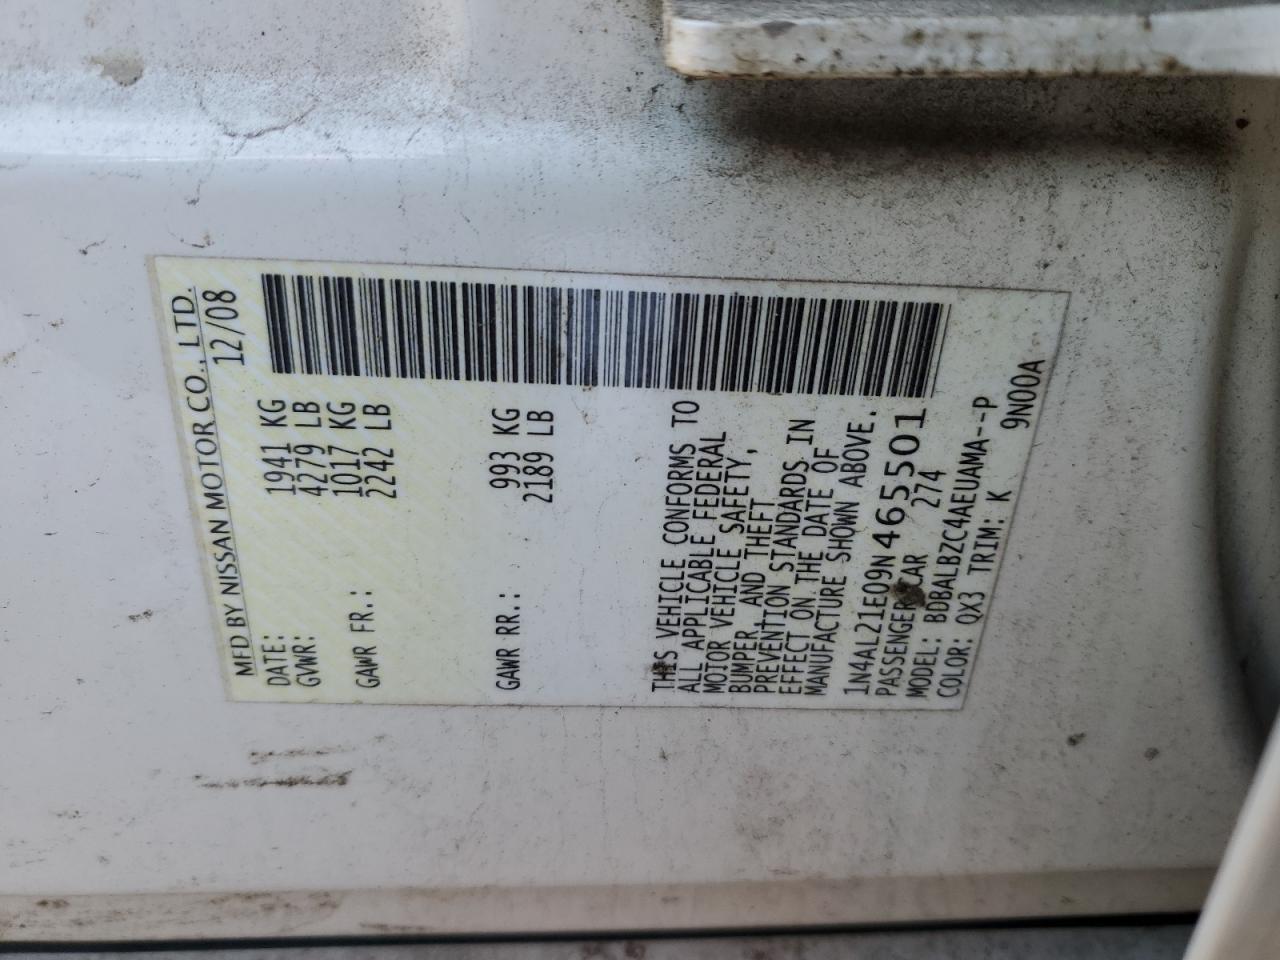 MFD BY NISSAN MOTOR CO., LTD.
DATE: 12/08
GVWR: 1941 KG
4279 LB
GAWR FR.: 1017 KG
2242 LB
GAWR RR.: 993 KG
2189 LB
THIS VEHICLE CONFORMS TO
ALL APPLICABLE FEDERAL
MOTOR VEHICLE SAFETY,
BUMPER AND THEFT
PREVENTION STANDARDS IN
EFFECT ON THE DATE OF
MANUFACTURE SHOWN ABOVE.
1N4AL21E09N465501
PASSENGER CAR 274
MODEL: BDBALBZC4AEUAMA--P
COLOR: QX3 TRIM: K 9N00A